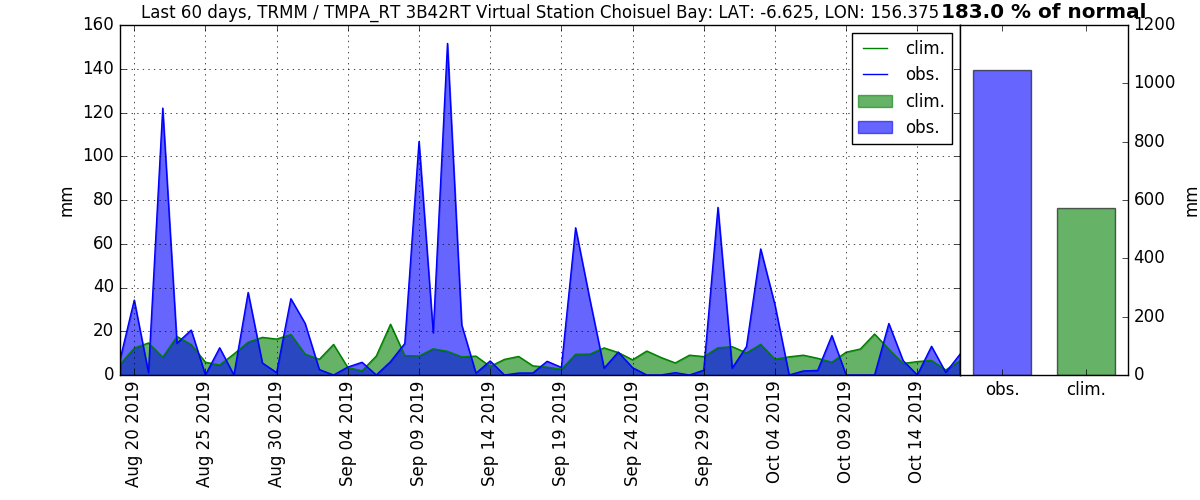 Last 60 days, TRMM / TMPA_RT 3B42RT Virtual Station Choisuel Bay: LAT: -6.625, LON: 156.375 183.0 % of normal
160
140
120
100
80
60
40
20
0
mm
clim.
obs.
clim.
obs.
1200
1000
800
600
400
200
0
mm
Aug 20 2019
Aug 25 2019
Aug 30 2019
Sep 04 2019
Sep 09 2019
Sep 14 2019
Sep 19 2019
Sep 24 2019
Sep 29 2019
Oct 04 2019
Oct 09 2019
Oct 14 2019
obs.
clim.